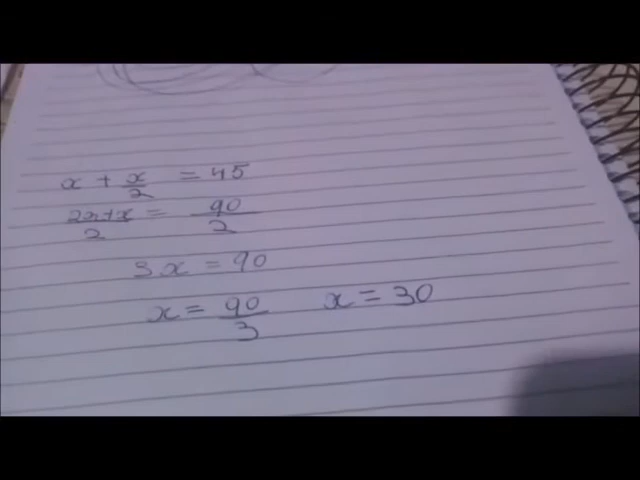 x + x/2 = 45
2x+x/2 = 90/2
3x = 90
x = 90/3 x = 30